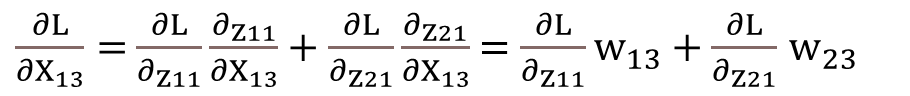 ∂L/∂X₁₃ = ∂L/∂z₁₁ ∂z₁₁/∂X₁₃ + ∂L/∂z₂₁ ∂z₂₁/∂X₁₃ = ∂L/∂z₁₁ w₁₃ + ∂L/∂z₂₁ w₂₃